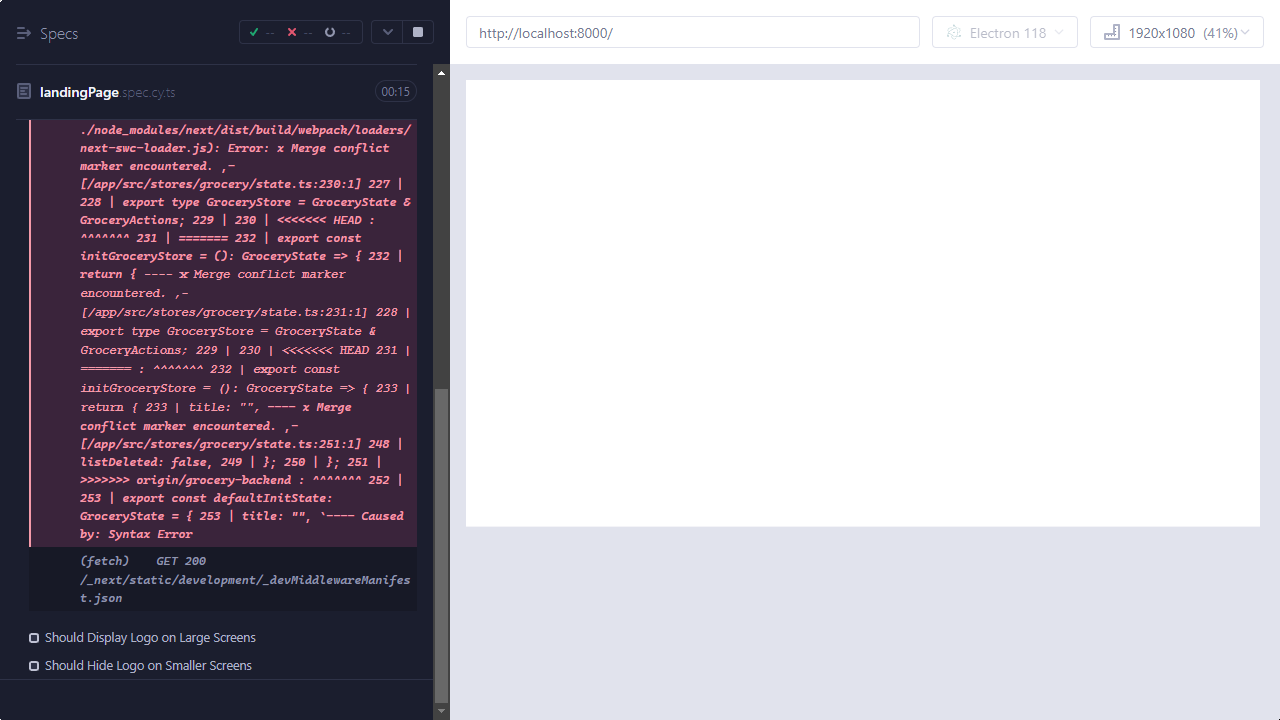 Specs
-- -- --
http://localhost:8000/
Electron 118
1920x1080 (41%)
landingPage.spec.cy.ts
00:15
./node_modules/next/dist/build/webpack/loaders/
next-swc-loader.js): Error: x Merge conflict
marker encountered. ,-
[/app/src/stores/grocery/state.ts:230:1] 227 |
228 | export type GroceryStore = GroceryState &
GroceryActions; 229 | 230 | <<<<<<< HEAD :
^^^^^^^ 231 | ======= 232 | export const
initGroceryStore = (): GroceryState => { 232 |
return { ---- x Merge conflict marker
encountered. ,-
[/app/src/stores/grocery/state.ts:231:1] 228 |
export type GroceryStore = GroceryState &
GroceryActions; 229 | 230 | <<<<<<< HEAD 231 |
======= : ^^^^^^^ 232 | export const
initGroceryStore = (): GroceryState => { 233 |
return { 233 | title: "", ---- x Merge
conflict marker encountered. ,-
[/app/src/stores/grocery/state.ts:251:1] 248 |
listDeleted: false, 249 | }; 250 | }; 251 |
>>>>>>> origin/grocery-backend : ^^^^^^^ 252 |
253 | export const defaultInitState:
GroceryState = { 253 | title: "", `---- Caused
by: Syntax Error
(fetch) GET 200
/_next/static/development/_devMiddlewareManifes
t.json
Should Display Logo on Large Screens
Should Hide Logo on Smaller Screens